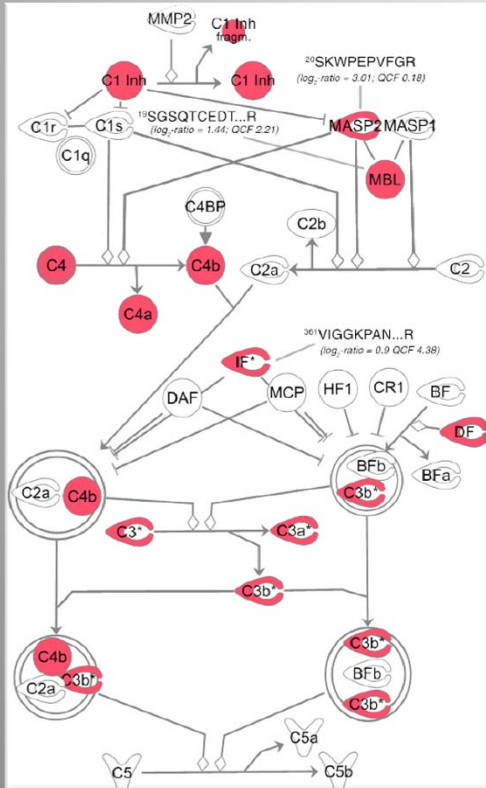 MMP2
C1 Inh
fragm.
C1 Inh
C1 Inh
²⁰SKWPEPVFGR
(log₂-ratio = 3.01; QCF 0.18)
¹⁹SGSQTCEDT...R
(log₂-ratio = 1.44; QCF 2.21)
C1r
C1s
MASP2
MASP1
C1q
MBL
C4BP
C2b
C4
C4b
C2a
C2
C4a
³⁶¹VIGGKPAN...R
(log₂-ratio = 0.9 QCF 4.38)
IF*
DAF
MCP
HF1
CR1
BF
DF
BFb
BFa
C2a
C4b
C3b*
C3*
C3a*
C3b*
C4b
C3b*
C2a
C3b*
BFb
C3b*
C5a
C5
C5b